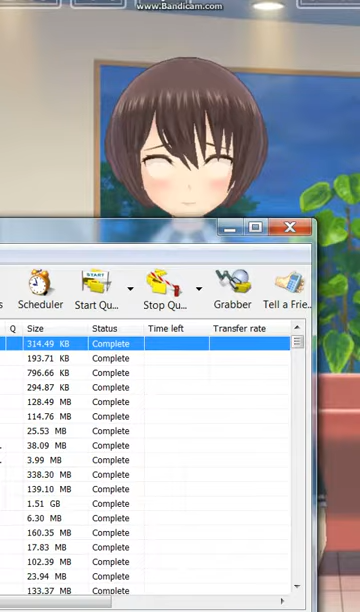 www.Bandicam.com
s Scheduler Start Qu... Stop Qu... Grabber Tell a Frie..
START
Q Size Status Time left Transfer rate
314.49 KB Complete
193.71 KB Complete
796.66 KB Complete
294.87 KB Complete
128.49 MB Complete
114.76 MB Complete
25.53 MB Complete
38.09 MB Complete
3.99 MB Complete
338.30 MB Complete
139.10 MB Complete
1.51 GB Complete
6.30 MB Complete
160.35 MB Complete
17.83 MB Complete
102.39 MB Complete
23.94 MB Complete
133.37 MB Complete